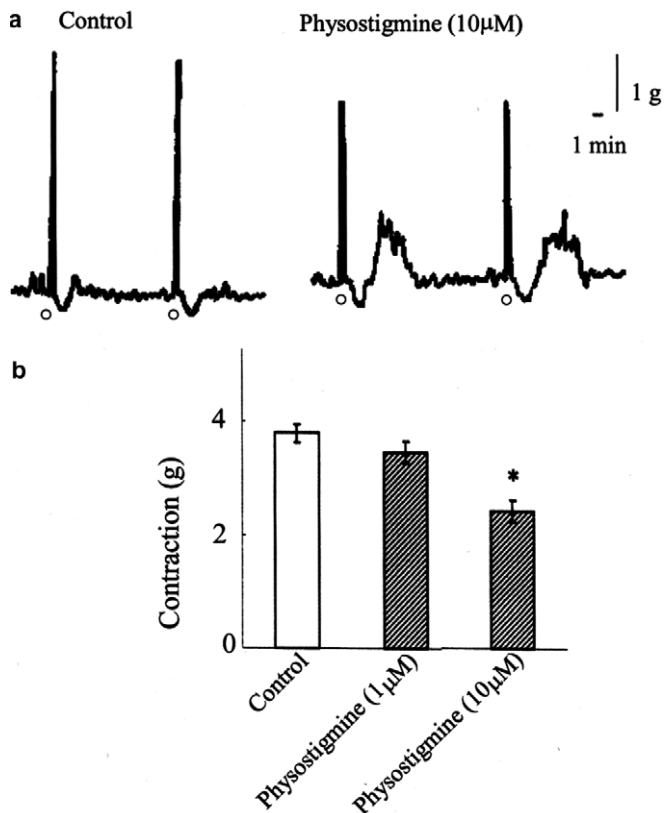 a Control Physostigmine (10μM)
1 g
1 min
b
4
2
0
Contraction (g)
*
Control
Physostigmine (1μM)
Physostigmine (10μM)